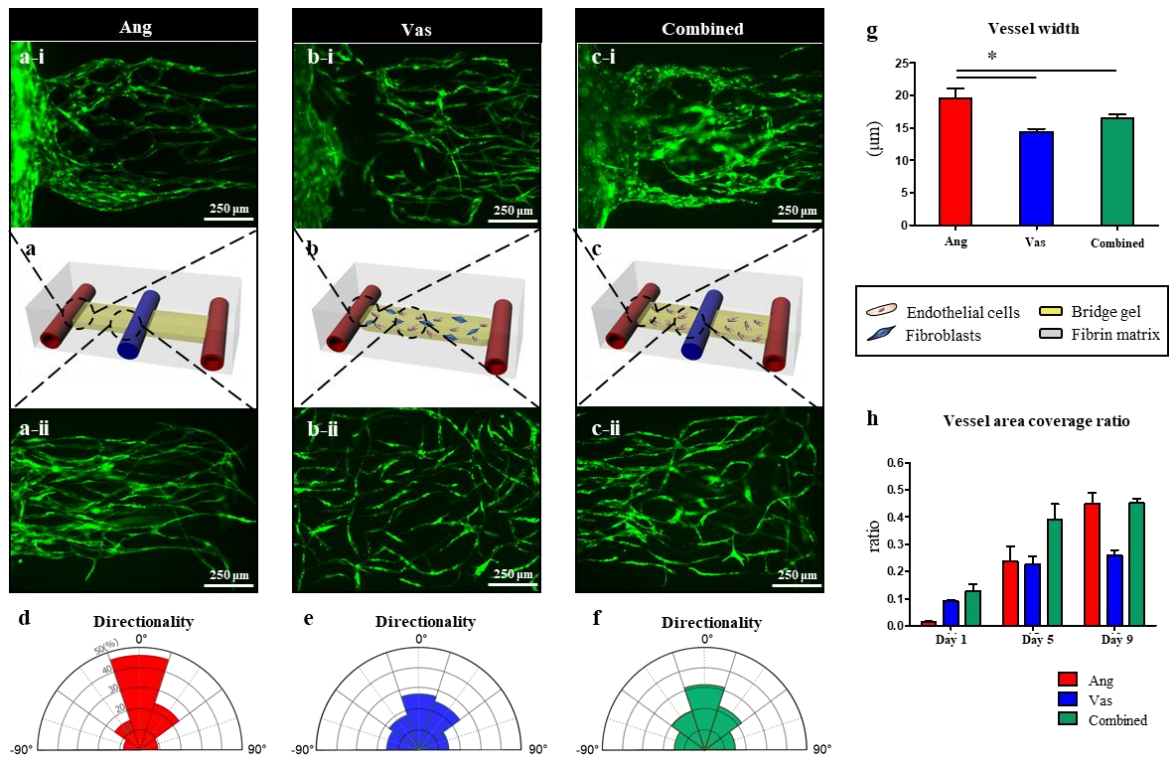 Ang
Vas
Combined
a-i
250 μm
b-i
250 μm
c-i
250 μm
a
b
c
a-ii
250 μm
b-ii
250 μm
c-ii
250 μm
d
Directionality
0°
50(%)
40
30
20
-90°
90°
e
Directionality
0°
-90°
90°
f
Directionality
0°
-90°
90°
g
Vessel width
*
25
20
15
10
5
0
(μm)
Ang
Vas
Combined
Endothelial cells
Bridge gel
Fibroblasts
Fibrin matrix
h
Vessel area coverage ratio
0.6
0.5
0.4
0.3
0.2
0.1
0.0
ratio
Day 1
Day 5
Day 9
Ang
Vas
Combined